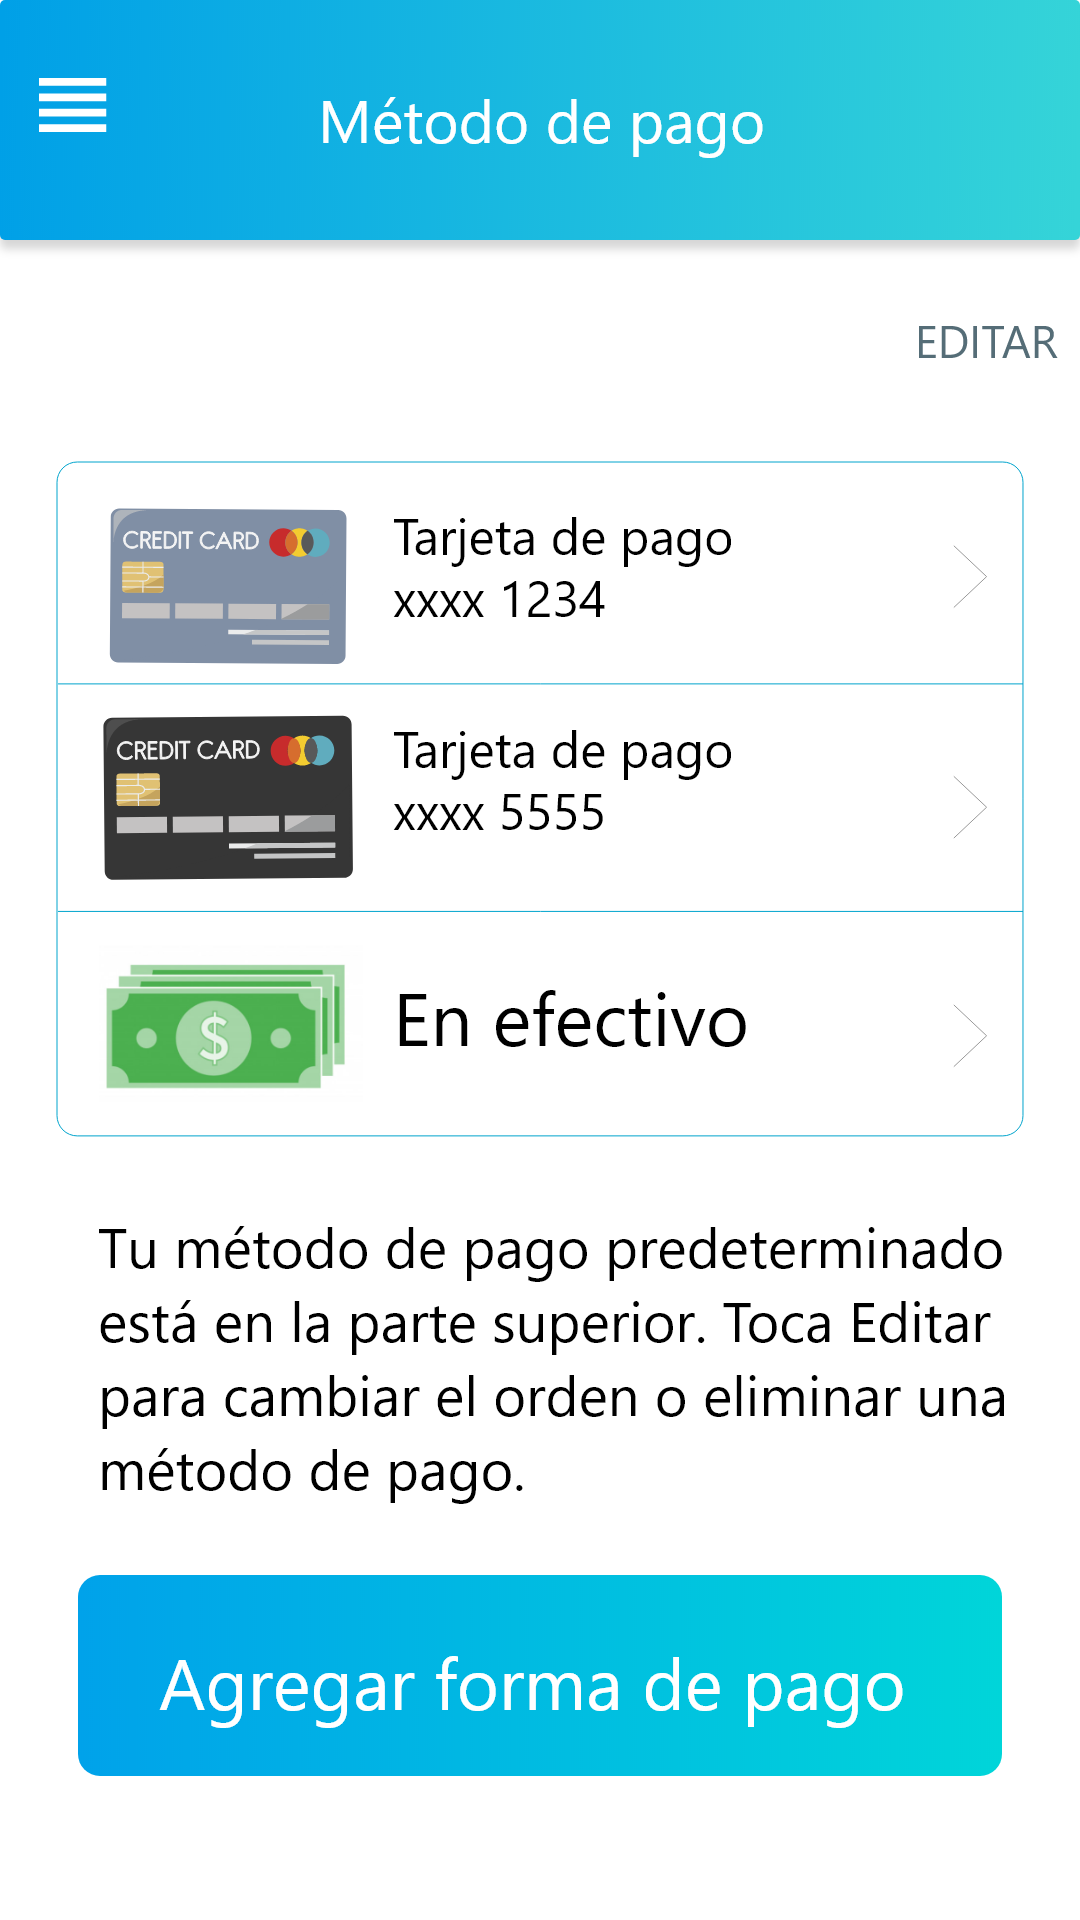 Método de pago
EDITAR
CREDIT CARD
Tarjeta de pago
xxxx 1234
CREDIT CARD
Tarjeta de pago
xxxx 5555
$
En efectivo
Tu método de pago predeterminado
está en la parte superior. Toca Editar
para cambiar el orden o eliminar una
método de pago.
Agregar forma de pago